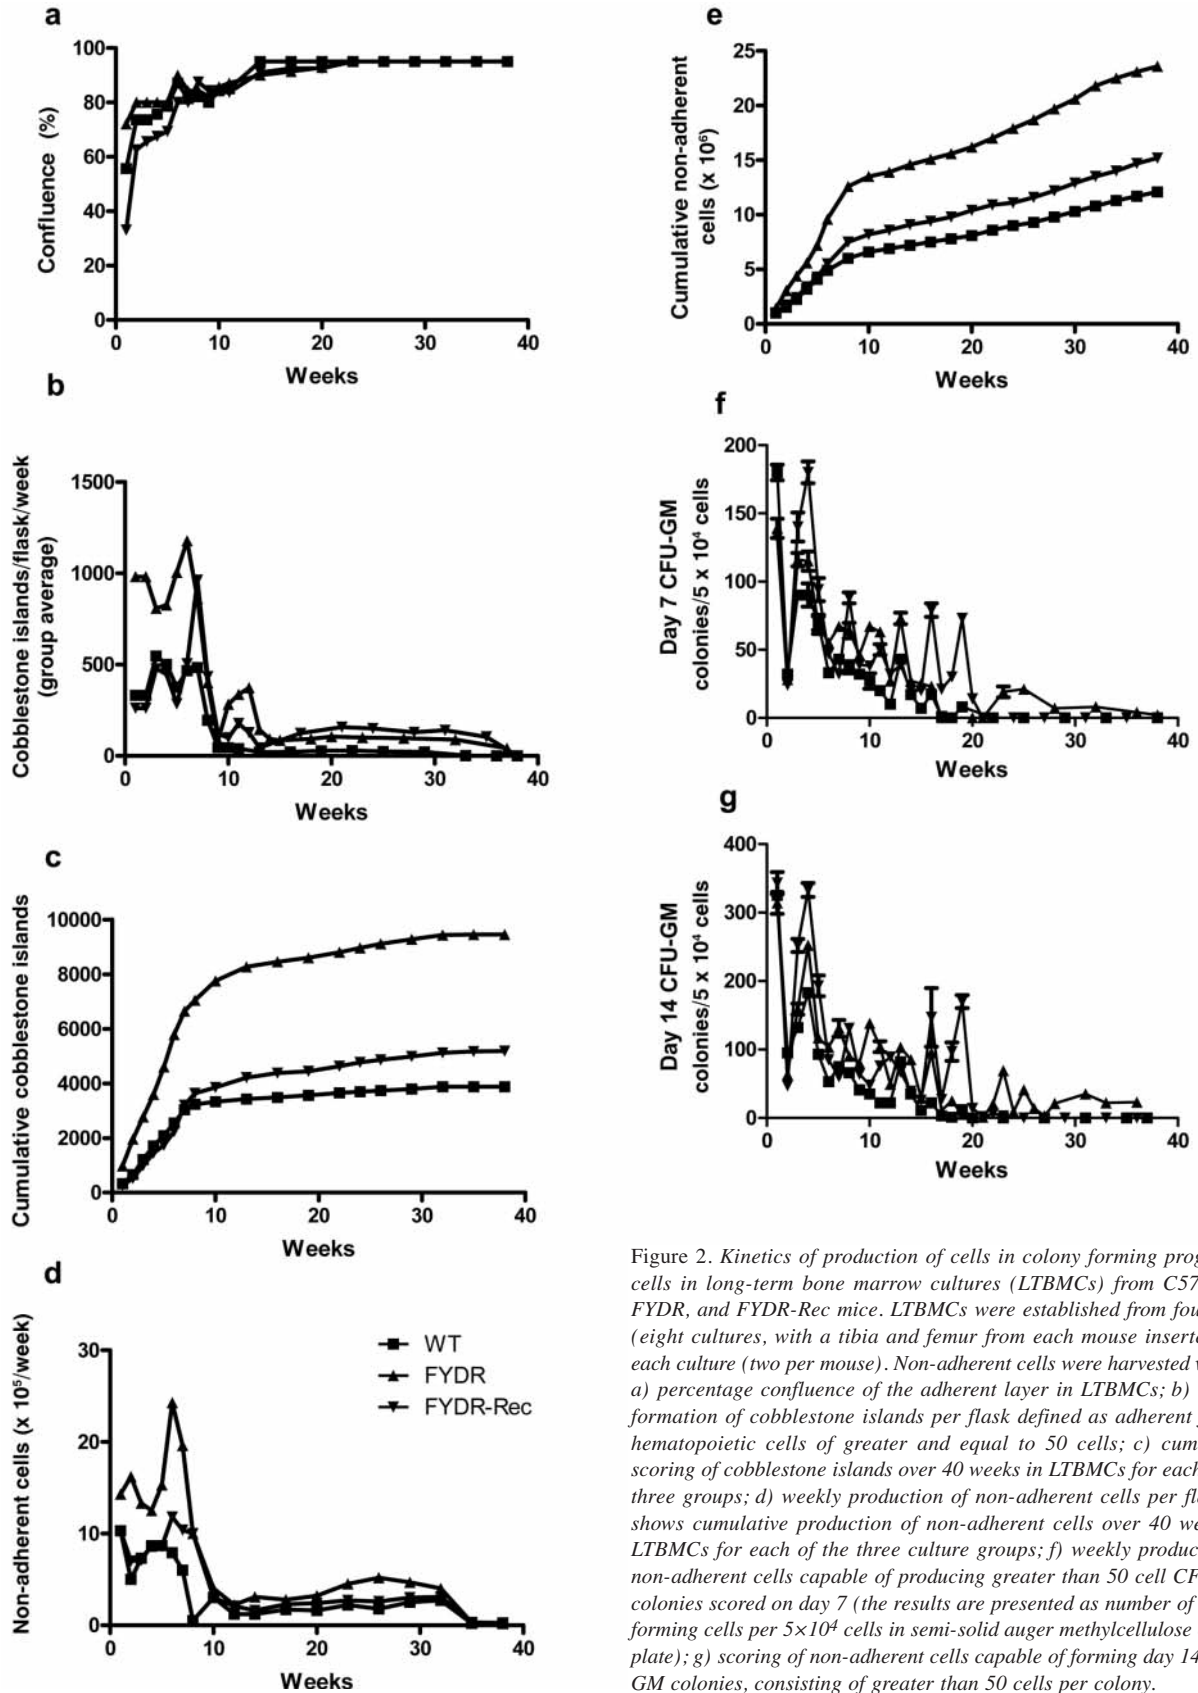 a
100
80
60
40
20
0
Confluence (%)
0 10 20 30 40
Weeks
b
1500
1000
500
0
Cobblestone islands/flask/week
(group average)
0 10 20 30 40
Weeks
c
10000
8000
6000
4000
2000
0
Cumulative cobblestone islands
0 10 20 30 40
Weeks
d
30
20
10
0
Non-adherent cells (x 10⁵/week)
WT
FYDR
FYDR-Rec
0 10 20 30 40
Weeks
e
25
20
15
10
5
0
Cumulative non-adherent
cells (x 10⁶)
0 10 20 30 40
Weeks
f
200
150
100
50
0
Day 7 CFU-GM
colonies/5 x 10⁴ cells
0 10 20 30 40
Weeks
g
400
300
200
100
0
Day 14 CFU-GM
colonies/5 x 10⁴ cells
0 10 20 30 40
Weeks
Figure 2. Kinetics of production of cells in colony forming prog
cells in long-term bone marrow cultures (LTBMCs) from C57
FYDR, and FYDR-Rec mice. LTBMCs were established from fou
(eight cultures, with a tibia and femur from each mouse inserte
each culture (two per mouse). Non-adherent cells were harvested
a) percentage confluence of the adherent layer in LTBMCs; b)
formation of cobblestone islands per flask defined as adherent
hematopoietic cells of greater and equal to 50 cells; c) cum
scoring of cobblestone islands over 40 weeks in LTBMCs for each
three groups; d) weekly production of non-adherent cells per fl
shows cumulative production of non-adherent cells over 40 we
LTBMCs for each of the three culture groups; f) weekly produc
non-adherent cells capable of producing greater than 50 cell CF
colonies scored on day 7 (the results are presented as number of
forming cells per 5×10⁴ cells in semi-solid auger methylcellulose
plate); g) scoring of non-adherent cells capable of forming day 14
GM colonies, consisting of greater than 50 cells per colony.